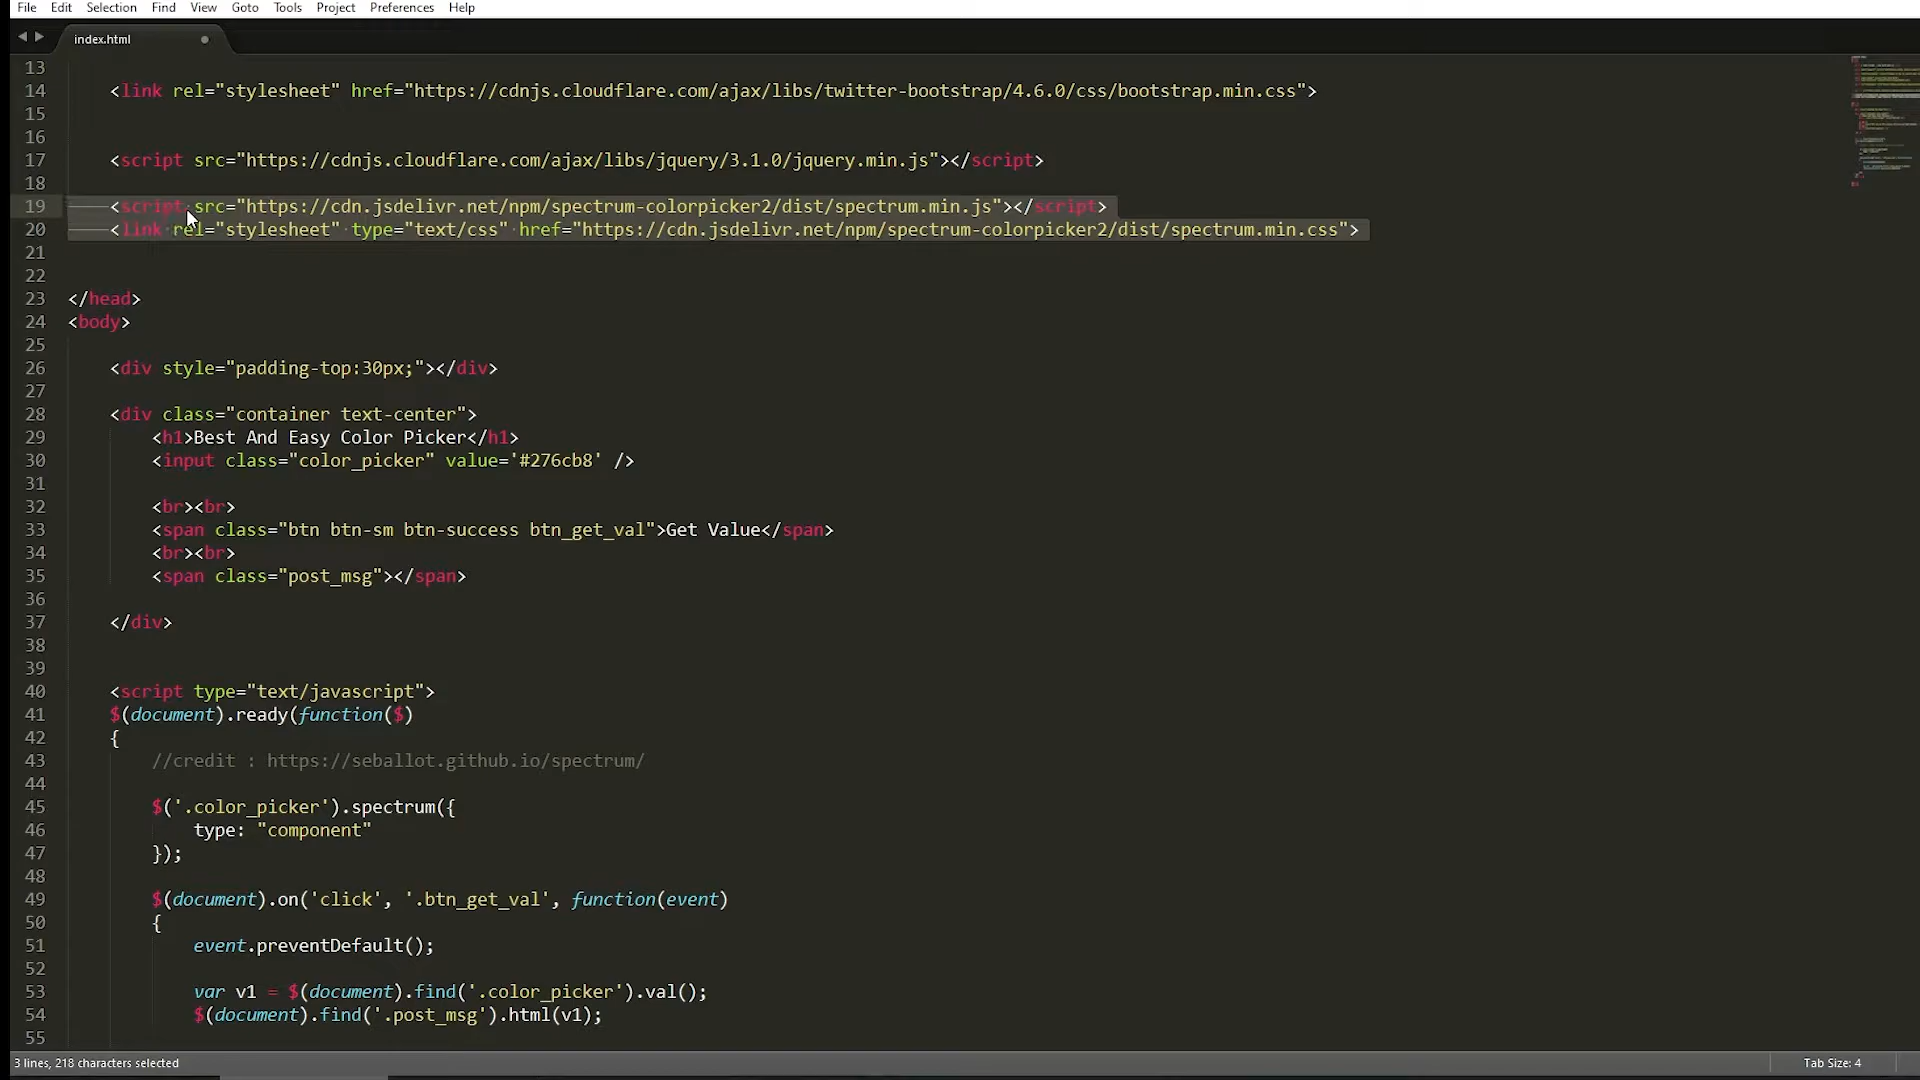 File Edit Selection Find View Goto Tools Project Preferences Help
index.html
13
14 <link rel="stylesheet" href="https://cdnjs.cloudflare.com/ajax/libs/twitter-bootstrap/4.6.0/css/bootstrap.min.css">
15
16
17 <script src="https://cdnjs.cloudflare.com/ajax/libs/jquery/3.1.0/jquery.min.js"></script>
18
19 <script src="https://cdn.jsdelivr.net/npm/spectrum-colorpicker2/dist/spectrum.min.js"></script>
20 <link rel="stylesheet" type="text/css" href="https://cdn.jsdelivr.net/npm/spectrum-colorpicker2/dist/spectrum.min.css">
21
22
23 </head>
24 <body>
25
26 <div style="padding-top:30px;"></div>
27
28 <div class="container text-center">
29 <h1>Best And Easy Color Picker</h1>
30 <input class="color_picker" value='#276cb8' />
31
32 <br><br>
33 <span class="btn btn-sm btn-success btn_get_val">Get Value</span>
34 <br><br>
35 <span class="post_msg"></span>
36
37 </div>
38
39
40 <script type="text/javascript">
41 $(document).ready(function($)
42 {
43 //credit : https://seballot.github.io/spectrum/
44
45 $('.color_picker').spectrum({
46 type: "component"
47 });
48
49 $(document).on('click', '.btn_get_val', function(event)
50 {
51 event.preventDefault();
52
53 var v1 = $(document).find('.color_picker').val();
54 $(document).find('.post_msg').html(v1);
55
3 lines, 218 characters selected
Tab Size: 4